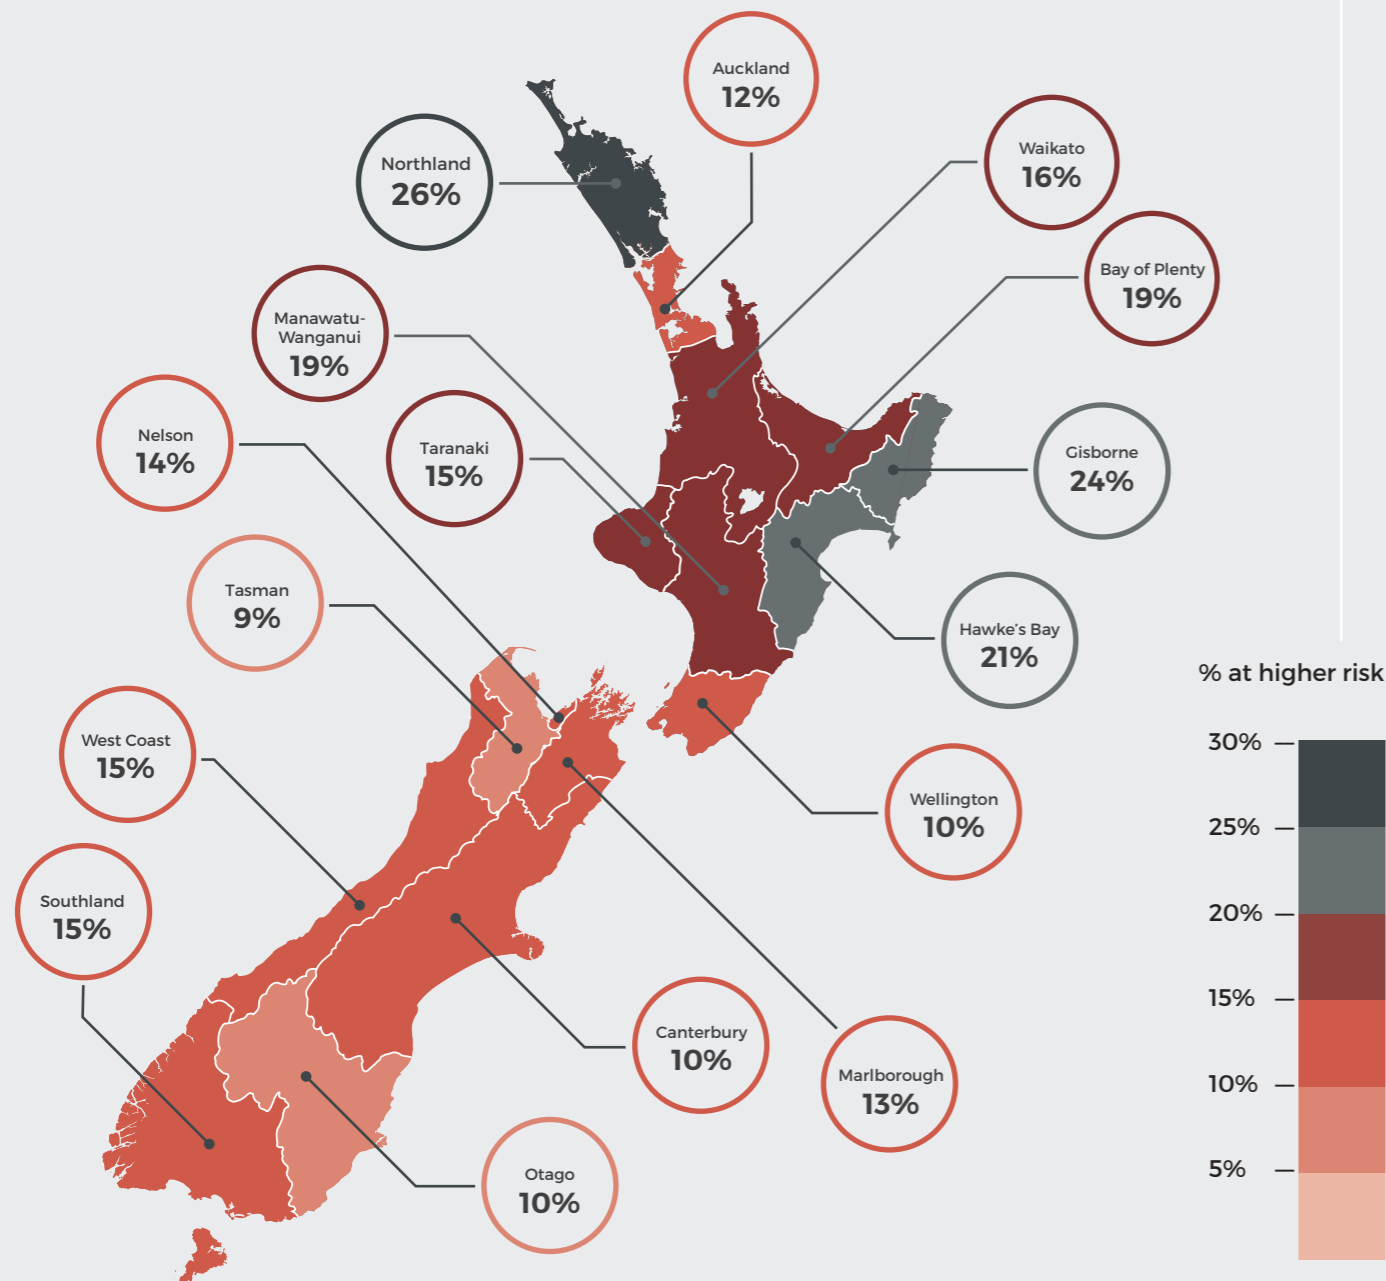 Auckland
12%
Northland
26%
Waikato
16%
Bay of Plenty
19%
Manawatu-
Wanganui
19%
Nelson
14%
Taranaki
15%
Gisborne
24%
Tasman
9%
Hawke's Bay
21%
West Coast
15%
Wellington
10%
Southland
15%
Canterbury
10%
Marlborough
13%
Otago
10%
% at higher risk
30%
25%
20%
15%
10%
5%